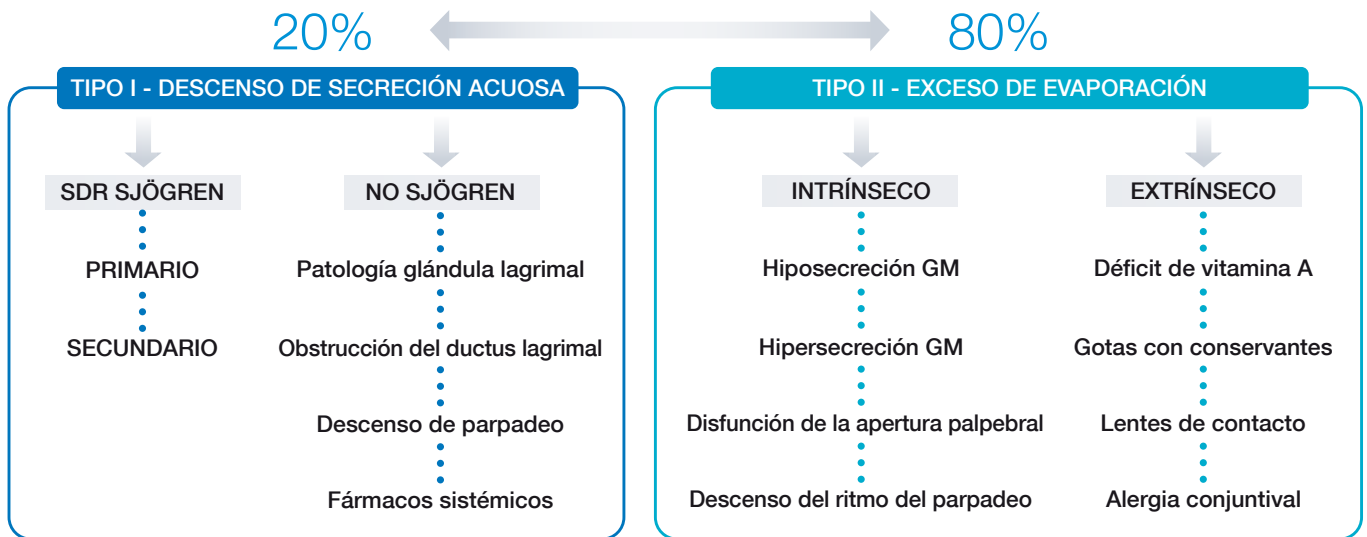 20%
80%
TIPO I - DESCENSO DE SECRECIÓN ACUOSA
SDR SJÖGREN
PRIMARIO
SECUNDARIO
NO SJÖGREN
Patología glándula lagrimal
Obstrucción del ductus lagrimal
Descenso de parpadeo
Fármacos sistémicos
TIPO II - EXCESO DE EVAPORACIÓN
INTRÍNSECO
Hiposecreción GM
Hipersecreción GM
Disfunción de la apertura palpebral
Descenso del ritmo del parpadeo
EXTRÍNSECO
Déficit de vitamina A
Gotas con conservantes
Lentes de contacto
Alergia conjuntival